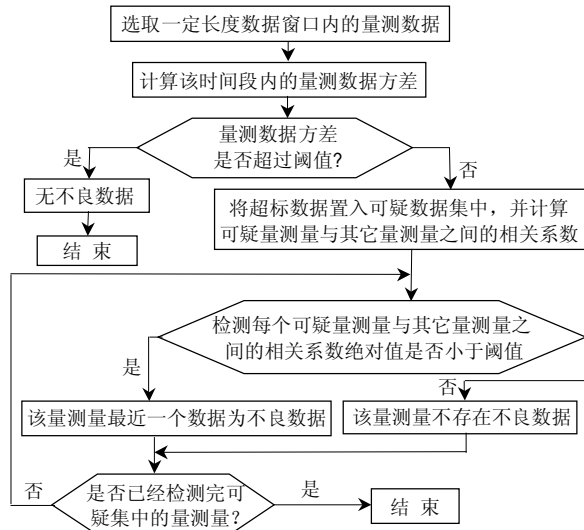 选取一定长度数据窗口内的量测数据
计算该时间段内的量测数据方差
量测数据方差
是否超过阈值?
是
否
无不良数据
结 束
将超标数据置入可疑数据集中，并计算
可疑量测量与其它量测量之间的相关系数
检测每个可疑量测量与其它量测量之
间的相关系数绝对值是否小于阈值
是
否
该量测量最近一个数据为不良数据
该量测量不存在不良数据
否
是否已经检测完可
疑集中的量测量？
是
结 束